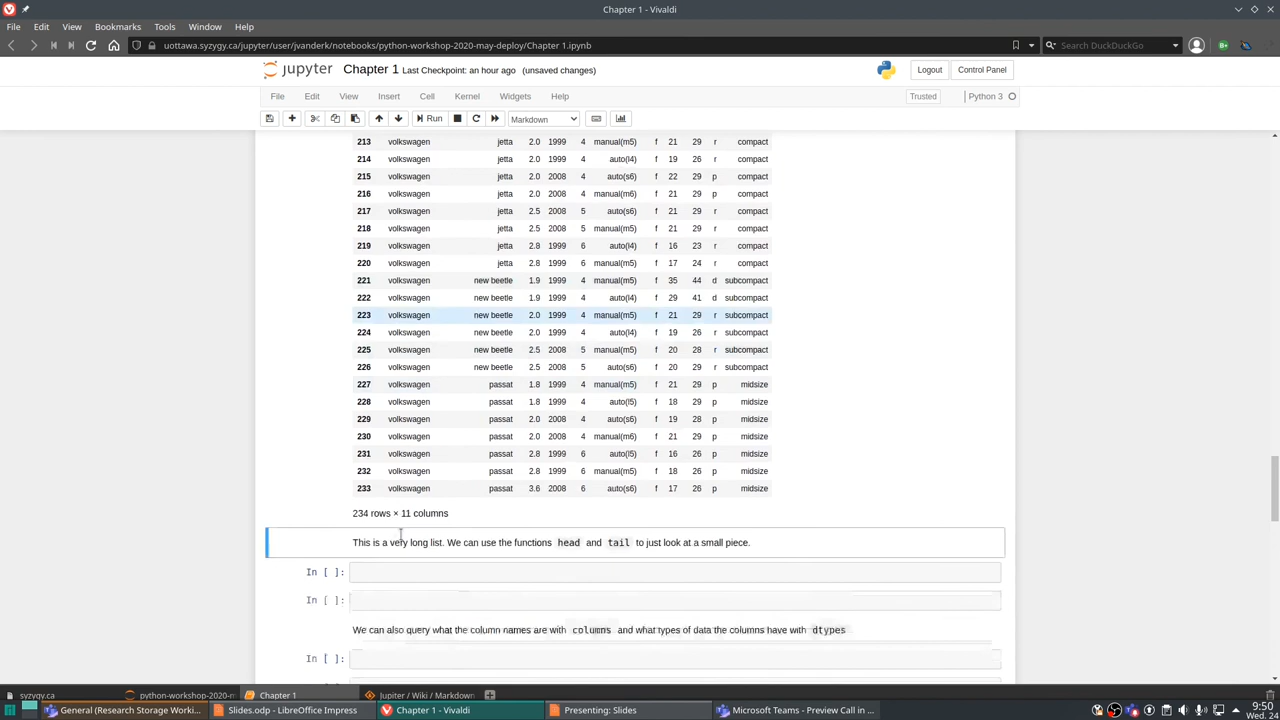 Chapter 1 - Vivaldi
File Edit View Bookmarks Tools Window Help
uottawa.syzygy.ca/jupyter/user/jvanderk/notebooks/python-workshop-2020-may-deploy/Chapter 1.ipynb
Search DuckDuckGo
jupyter Chapter 1 Last Checkpoint: an hour ago (unsaved changes)
Logout Control Panel
File Edit View Insert Cell Kernel Widgets Help
Trusted Python 3
Run Markdown
213 volkswagen jetta 2.0 1999 4 manual(m5) f 21 29 r compact
214 volkswagen jetta 2.0 1999 4 auto(l4) f 19 26 r compact
215 volkswagen jetta 2.0 2008 4 auto(s6) f 22 29 p compact
216 volkswagen jetta 2.0 2008 4 manual(m6) f 21 29 p compact
217 volkswagen jetta 2.5 2008 5 auto(s6) f 21 29 r compact
218 volkswagen jetta 2.5 2008 5 manual(m5) f 21 29 r compact
219 volkswagen jetta 2.8 1999 6 auto(l4) f 16 23 r compact
220 volkswagen jetta 2.8 1999 6 manual(m5) f 17 24 r compact
221 volkswagen new beetle 1.9 1999 4 manual(m5) f 35 44 d subcompact
222 volkswagen new beetle 1.9 1999 4 auto(l4) f 29 41 d subcompact
223 volkswagen new beetle 2.0 1999 4 manual(m5) f 21 29 r subcompact
224 volkswagen new beetle 2.0 1999 4 auto(l4) f 19 26 r subcompact
225 volkswagen new beetle 2.5 2008 5 manual(m5) f 20 28 r subcompact
226 volkswagen new beetle 2.5 2008 5 auto(s6) f 20 29 r subcompact
227 volkswagen passat 1.8 1999 4 manual(m5) f 21 29 p midsize
228 volkswagen passat 1.8 1999 4 auto(l5) f 18 29 p midsize
229 volkswagen passat 2.0 2008 4 auto(s6) f 19 28 p midsize
230 volkswagen passat 2.0 2008 4 manual(m6) f 21 29 p midsize
231 volkswagen passat 2.8 1999 6 auto(l5) f 16 26 p midsize
232 volkswagen passat 2.8 1999 6 manual(m5) f 18 26 p midsize
233 volkswagen passat 3.6 2008 6 auto(s6) f 17 26 p midsize
234 rows × 11 columns
This is a very long list. We can use the functions head and tail to just look at a small piece.
In [ ]:
In [ ]:
We can also query what the column names are with columns and what types of data the columns have with dtypes
In [ ]:
syzygy.ca python-workshop-2020-m Chapter 1 Jupiter / Wiki / Markdown
General (Research Storage Worki... Slides.odp - LibreOffice Impress Chapter 1 - Vivaldi Presenting: Slides Microsoft Teams - Preview Call in ...
9:50
Wed. 24